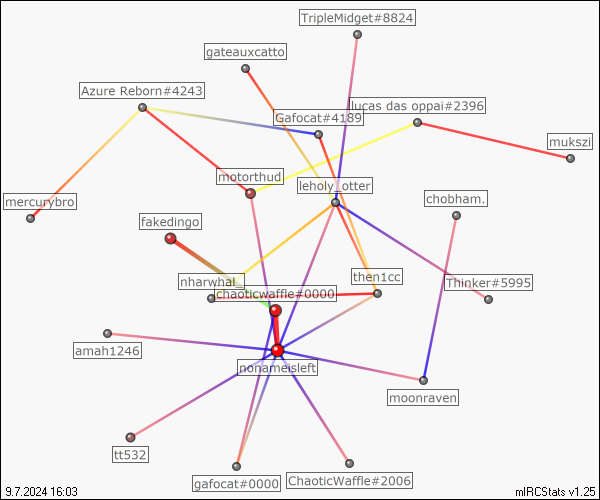 TripleMidget#8824
gateauxcatto
Azure Reborn#4243
lucas das oppai#2396
Gafocat#4189
mukszi
motorthud
leholy_otter
mercurybro
chobham.
fakedingo
nharwhal_
then1cc
Thinker#5995
chaoticwaffle#0000
amah1246
nonameisleft
moonraven
tt532
gafocat#0000
ChaoticWaffle#2006
9.7.2024 16:03
mIRCStats v1.25